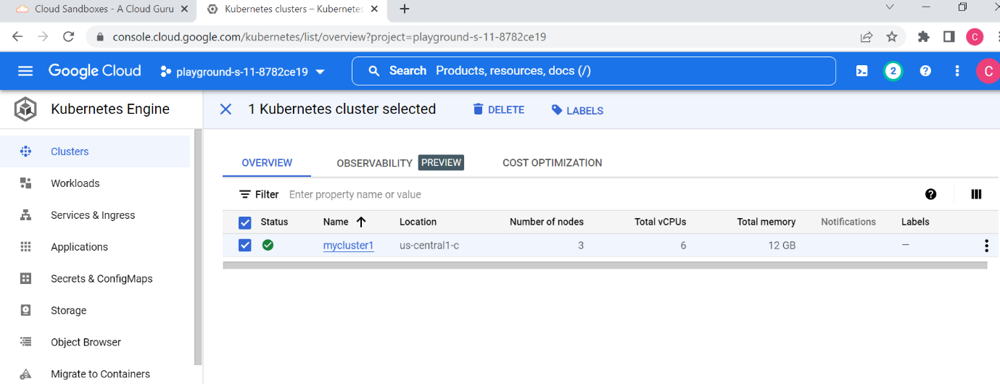 Cloud Sandboxes - A Cloud Guru
Kubernetes clusters – Kubernetes
console.cloud.google.com/kubernetes/list/overview?project=playground-s-11-8782ce19
C
Google Cloud
playground-s-11-8782ce19
Search Products, resources, docs (/)
2
C
Kubernetes Engine
1 Kubernetes cluster selected
DELETE
LABELS
Clusters
Workloads
Services & Ingress
Applications
Secrets & ConfigMaps
Storage
Object Browser
Migrate to Containers
OVERVIEW
OBSERVABILITY PREVIEW
COST OPTIMIZATION
Filter Enter property name or value
Status Name Location Number of nodes Total vCPUs Total memory Notifications Labels
mycluster1 us-central1-c 3 6 12 GB —